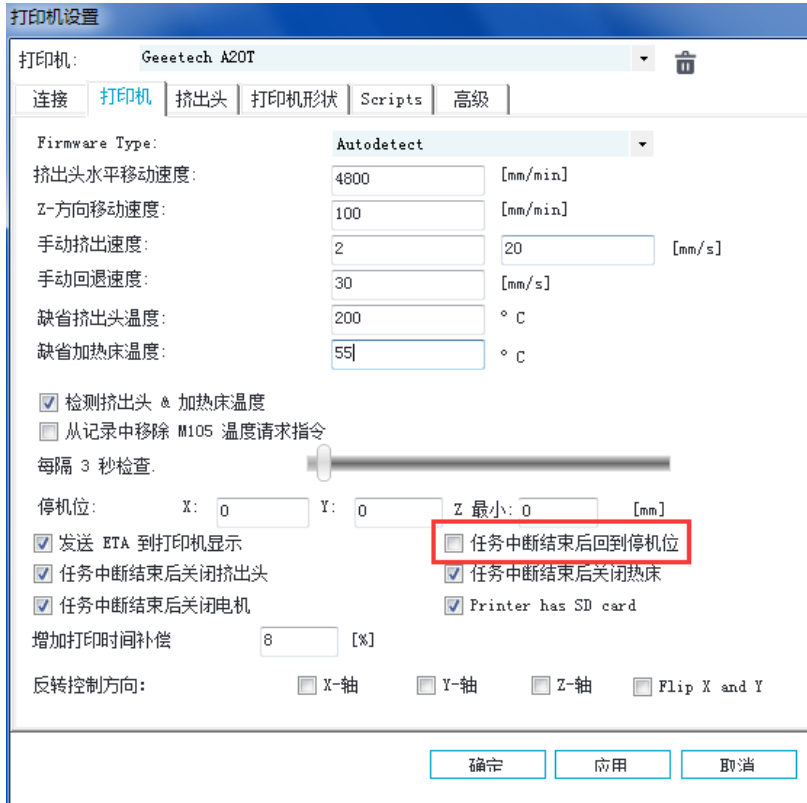 打印机设置
打印机: Geeetech A20T
连接 打印机 挤出头 打印机形状 Scripts 高级
Firmware Type: Autodetect
挤出头水平移动速度: 4800 [mm/min]
Z-方向移动速度: 100 [mm/min]
手动挤出速度: 2 20 [mm/s]
手动回退速度: 30 [mm/s]
缺省挤出头温度: 200 ° C
缺省加热床温度: 55 ° C
检测挤出头 & 加热床温度
从记录中移除 M105 温度请求指令
每隔 3 秒检查.
停机位: X: 0 Y: 0 Z 最小: 0 [mm]
发送 ETA 到打印机显示 任务中断结束后回到停机位
任务中断结束后关闭挤出头 任务中断结束后关闭热床
任务中断结束后关闭电机 Printer has SD card
增加打印时间补偿 8 [%]
反转控制方向: X-轴 Y-轴 Z-轴 Flip X and Y
确定 应用 取消